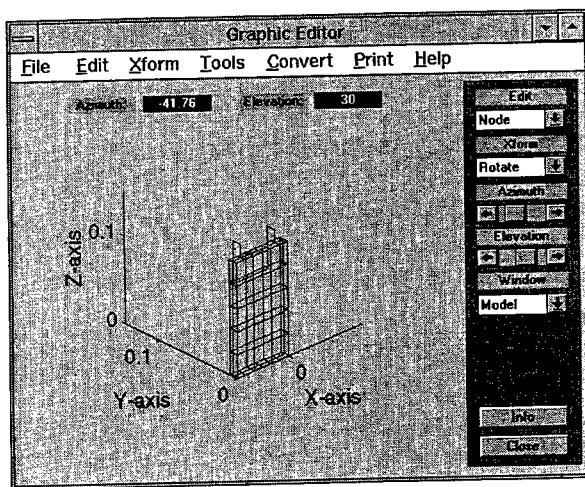 Graphic Editor
File Edit Xform Tools Convert Print Help
Azimuth: -41.76 Elevation: 30
Edit
Node
Xform
Rotate
Azimuth
Elevation
Window
Model
Info
Close
Z-axis
0.1
0
0.1
Y-axis
0
0
X-axis